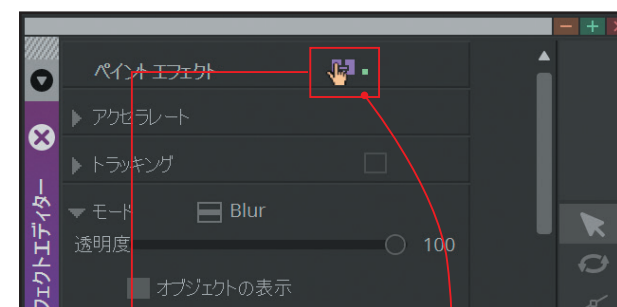 ペイントエフェクト
アクセラレート
トラッキング
モード Blur
透明度 100
オブジェクトの表示
フェクトエディター